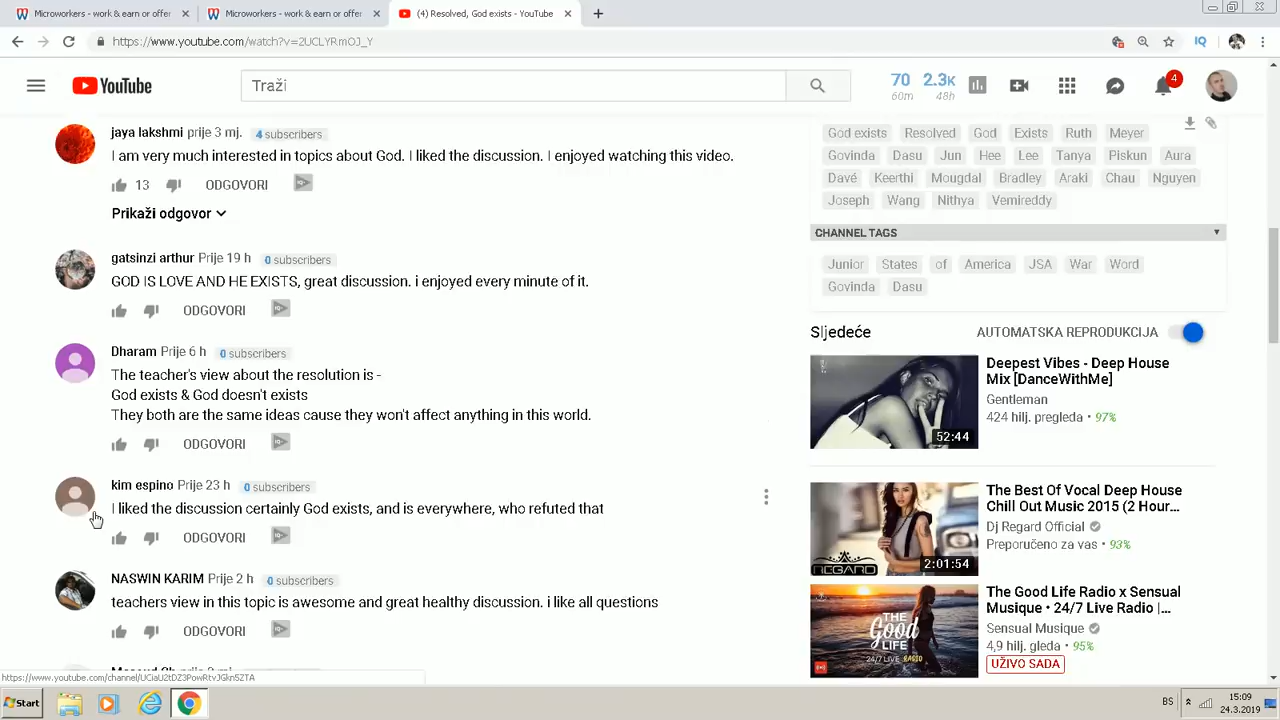 Microworkers - work & earn or offer
Microworkers - work & earn or offer
(4) Resolved, God exists - YouTube
https://www.youtube.com/watch?v=2UCLYRmOJ_Y
YouTube
Traži
70
60m
2.3K
48h
4
jaya lakshmi prije 3 mj. 4 subscribers
I am very much interested in topics about God. I liked the discussion. I enjoyed watching this video.
13 ODGOVORI
Prikaži odgovor
gatsinzi arthur Prije 19 h 0 subscribers
GOD IS LOVE AND HE EXISTS, great discussion. i enjoyed every minute of it.
ODGOVORI
Dharam Prije 6 h 0 subscribers
The teacher's view about the resolution is -
God exists & God doesn't exists
They both are the same ideas cause they won't affect anything in this world.
ODGOVORI
kim espino Prije 23 h 0 subscribers
I liked the discussion certainly God exists, and is everywhere, who refuted that
ODGOVORI
NASWIN KARIM Prije 2 h 0 subscribers
teachers view in this topic is awesome and great healthy discussion. i like all questions
ODGOVORI
God exists Resolved God Exists Ruth Meyer
Govinda Dasu Jun Hee Lee Tanya Piskun Aura
Davé Keerthi Mougdal Bradley Araki Chau Nguyen
Joseph Wang Nithya Vemireddy
CHANNEL TAGS
Junior States of America JSA War Word
Govinda Dasu
Sljedeće AUTOMATSKA REPRODUKCIJA
Deepest Vibes - Deep House
Mix [DanceWithMe]
Gentleman
424 hilj. pregleda • 97%
52:44
The Best Of Vocal Deep House
Chill Out Music 2015 (2 Hour...
Dj Regard Official
Preporučeno za vas • 93%
REGARD
2:01:54
The Good Life Radio x Sensual
Musique • 24/7 Live Radio |...
Sensual Musique
4,9 hilj. gleda • 95%
UŽIVO SADA
THE
GOOD
LIFE
24/7 LIVE RADIO
Start
BS
15:09
24.3.2019